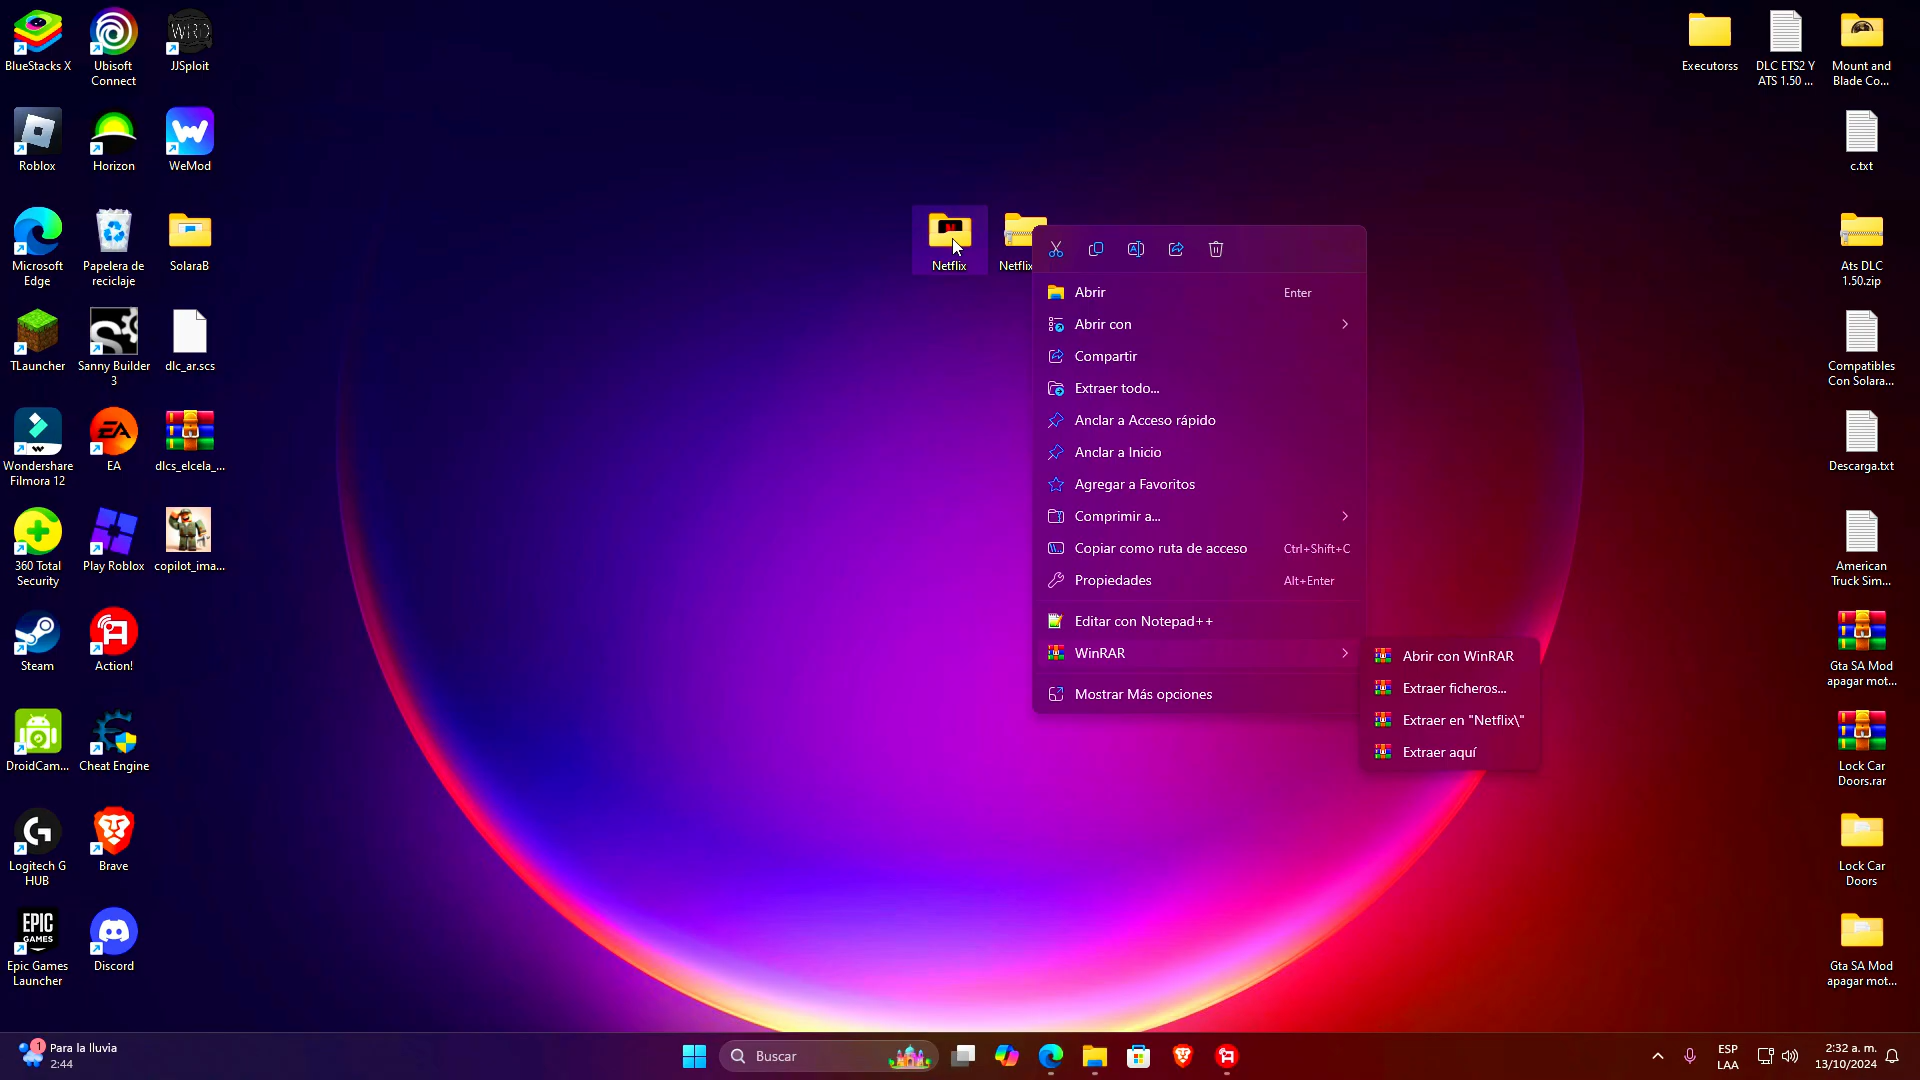 BlueStacks X
Ubisoft
Connect
WRD
JJSploit
Roblox
Horizon
WeMod
Microsoft
Edge
Papelera de
reciclaje
SolaraB
TLauncher
Sanny Builder
3
dlc_ar.scs
Wondershare
Filmora 12
EA
EA
dlcs_elcela_...
360 Total
Security
Play Roblox
copilot_ima...
Steam
Action!
DroidCam...
Cheat Engine
Logitech G
HUB
Brave
EPIC
GAMES
Epic Games
Launcher
Discord
Netflix
Netflix
Abrir
Enter
Abrir con
Compartir
Extraer todo...
Anclar a Acceso rápido
Anclar a Inicio
Agregar a Favoritos
Comprimir a...
Copiar como ruta de acceso
Ctrl+Shift+C
Propiedades
Alt+Enter
Editar con Notepad++
WinRAR
Mostrar Más opciones
Abrir con WinRAR
Extraer ficheros...
Extraer en "Netflix\"
Extraer aquí
Executorss
DLC ETS2 Y
ATS 1.50 ...
Mount and
Blade Co...
c.txt
Ats DLC
1.50.zip
Compatibles
Con Solara...
Descarga.txt
American
Truck Sim...
Gta SA Mod
apagar mot...
Lock Car
Doors.rar
Lock Car
Doors
Gta SA Mod
apagar mot...
1
Para la lluvia
2:44
Buscar
ESP
LAA
2:32 a. m.
13/10/2024